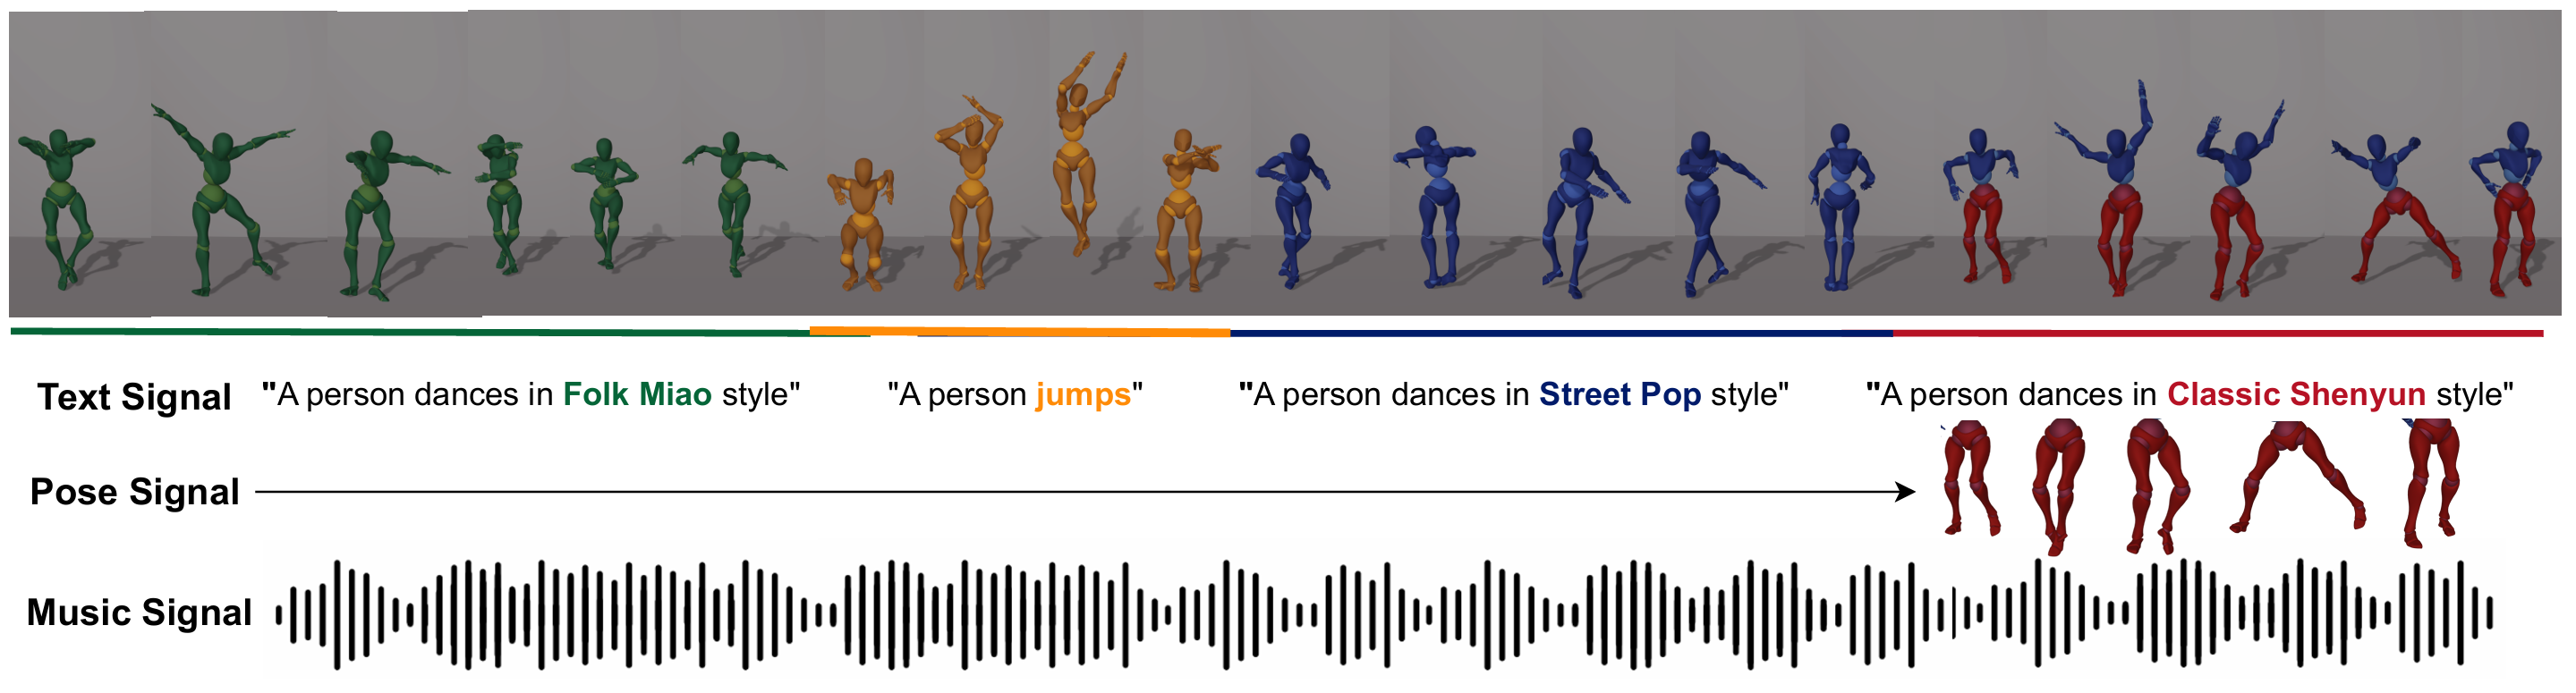 Text Signal "A person dances in Folk Miao style" "A person jumps" "A person dances in Street Pop style" "A person dances in Classic Shenyun style"
Pose Signal
Music Signal